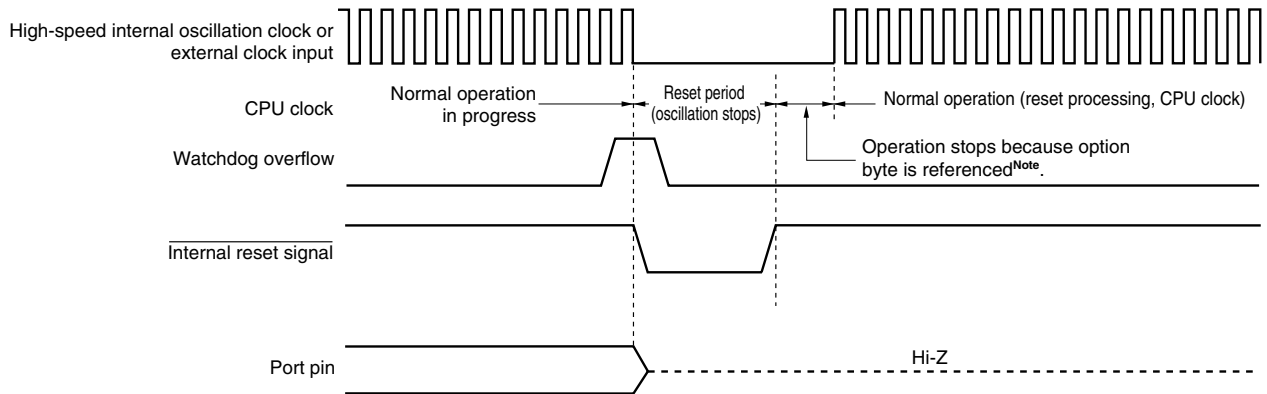 High-speed internal oscillation clock or
external clock input
CPU clock
Normal operation
in progress
Reset period
(oscillation stops)
Normal operation (reset processing, CPU clock)
Operation stops because option
byte is referencedNote.
Watchdog overflow
Internal reset signal
Port pin
Hi-Z